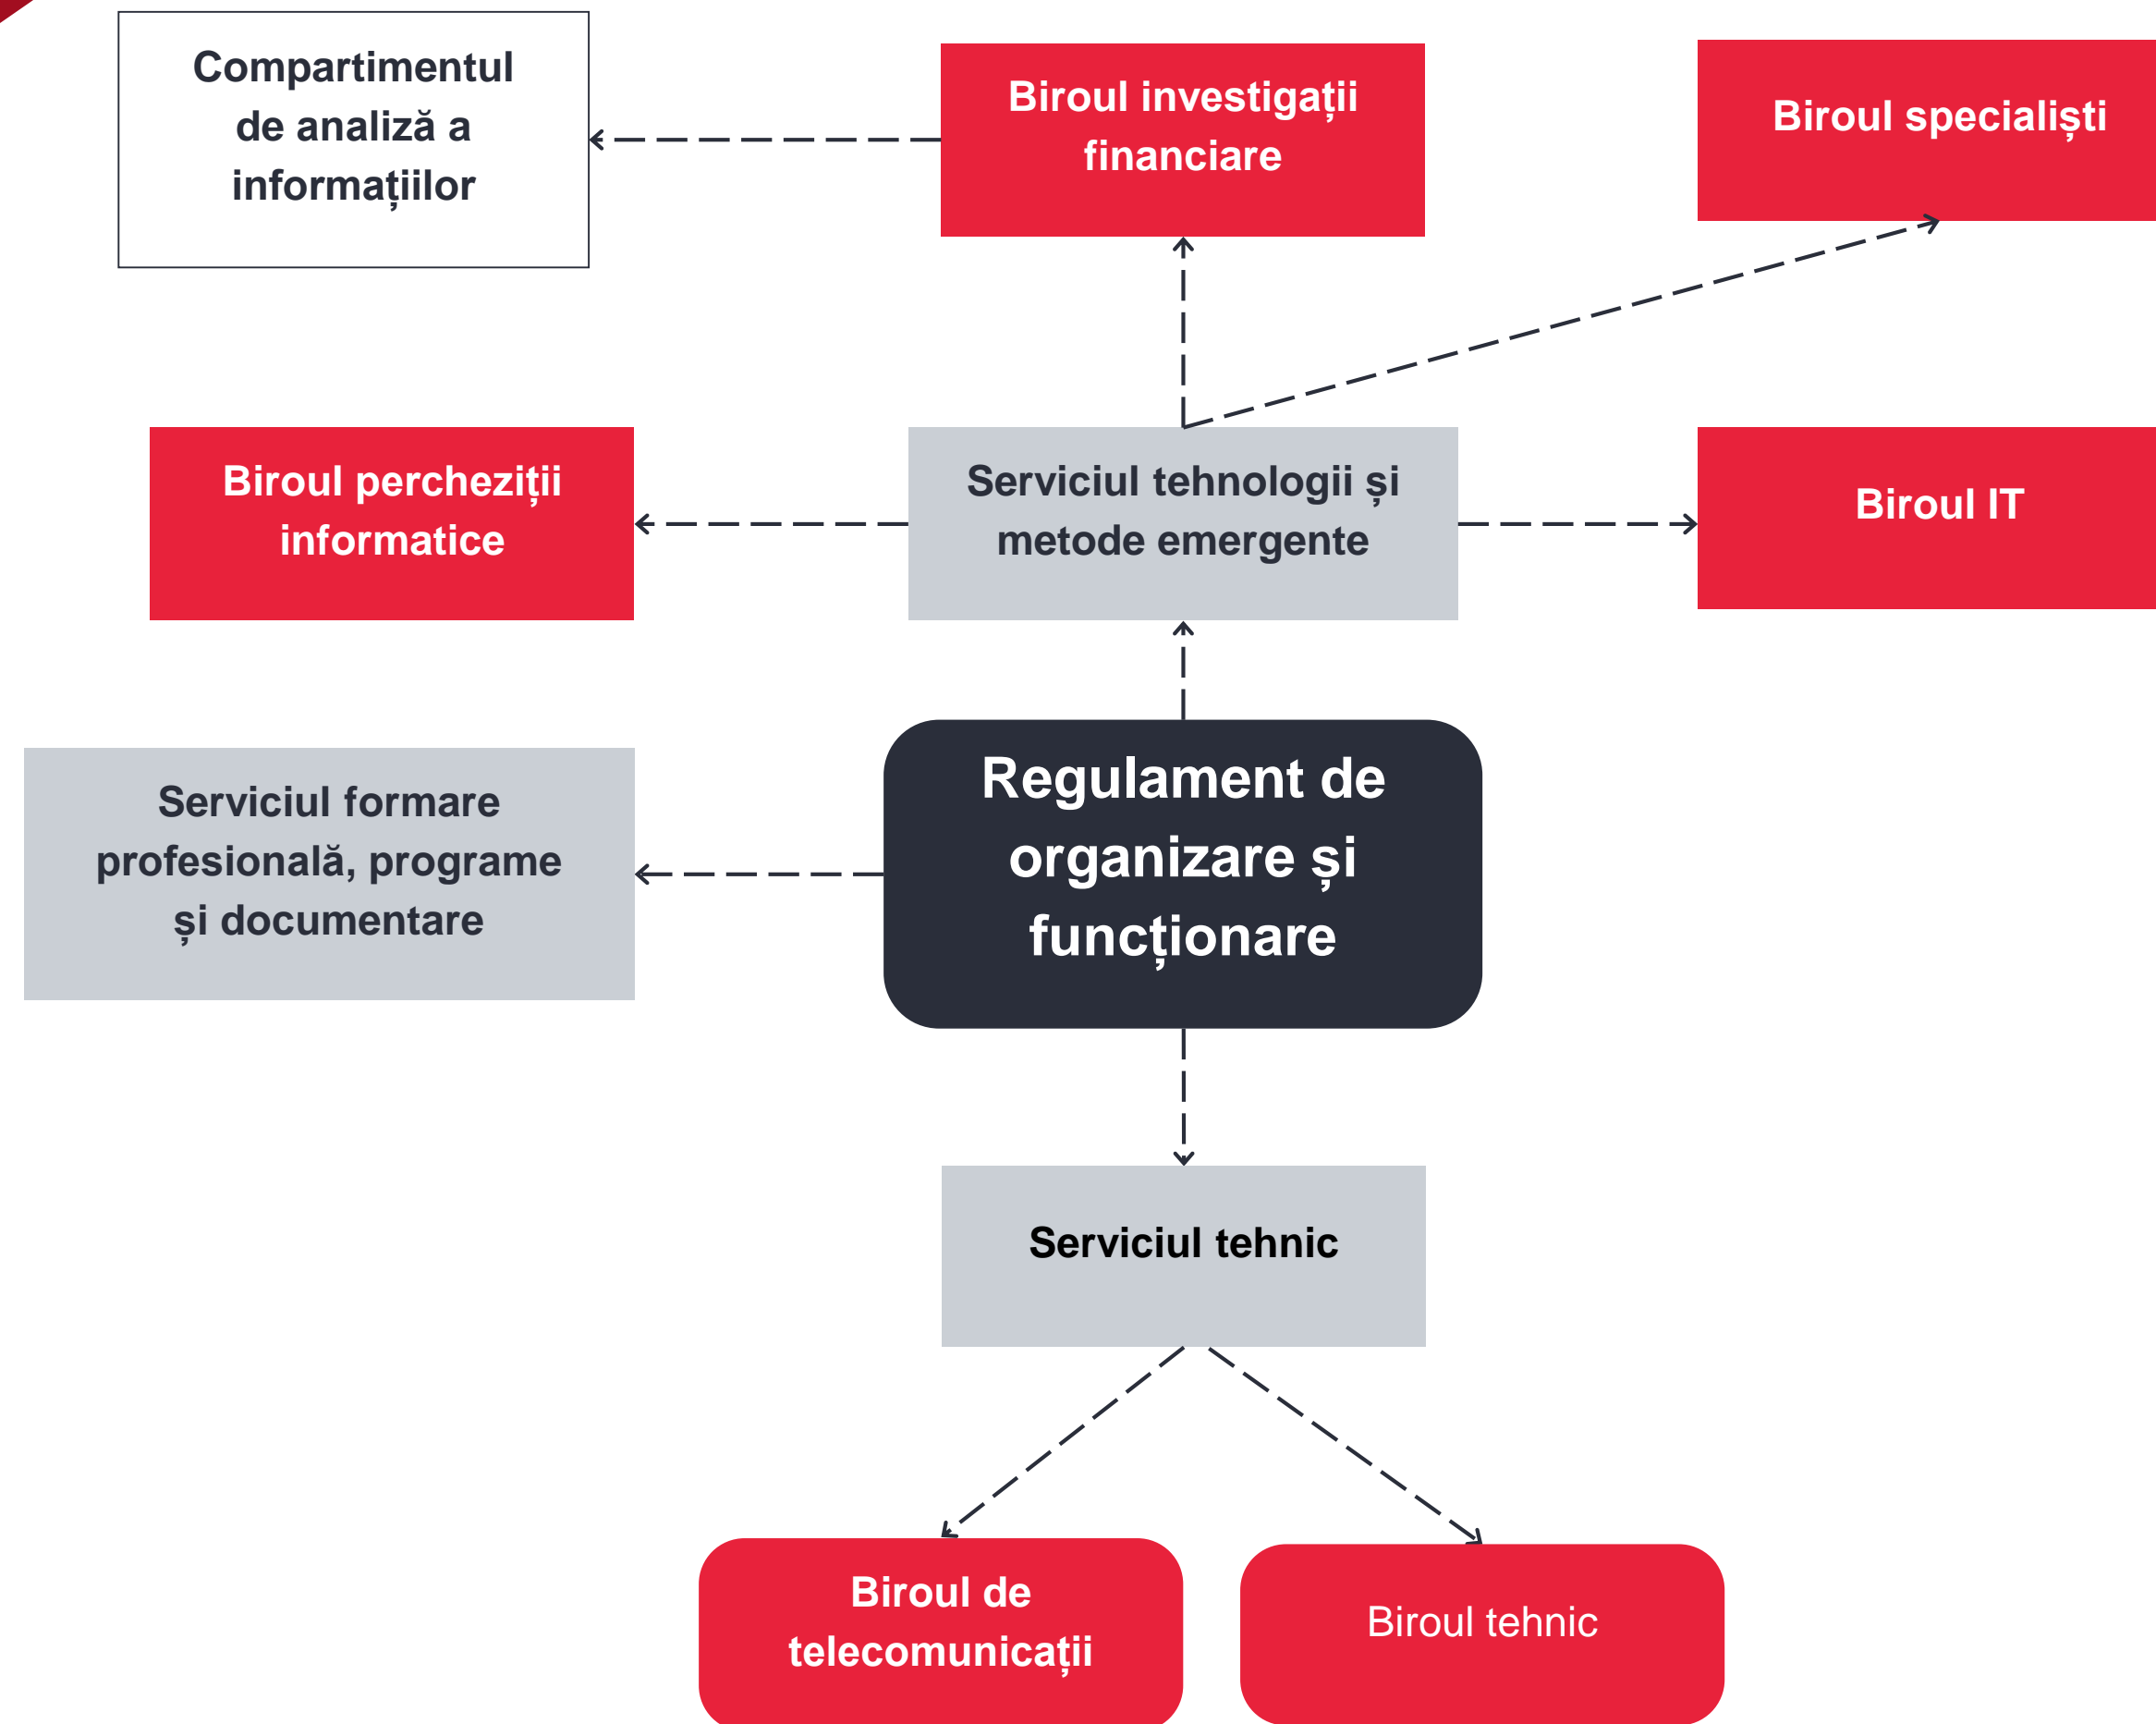 Compartimentul
de analiză a
informațiilor
Biroul investigații
financiare
Biroul specialiști
Biroul percheziții
informatice
Serviciul tehnologii și
metode emergente
Biroul IT
Serviciul formare
profesională, programe
și documentare
Regulament de
organizare și
funcționare
Serviciul tehnic
Biroul de
telecomunicații
Biroul tehnic